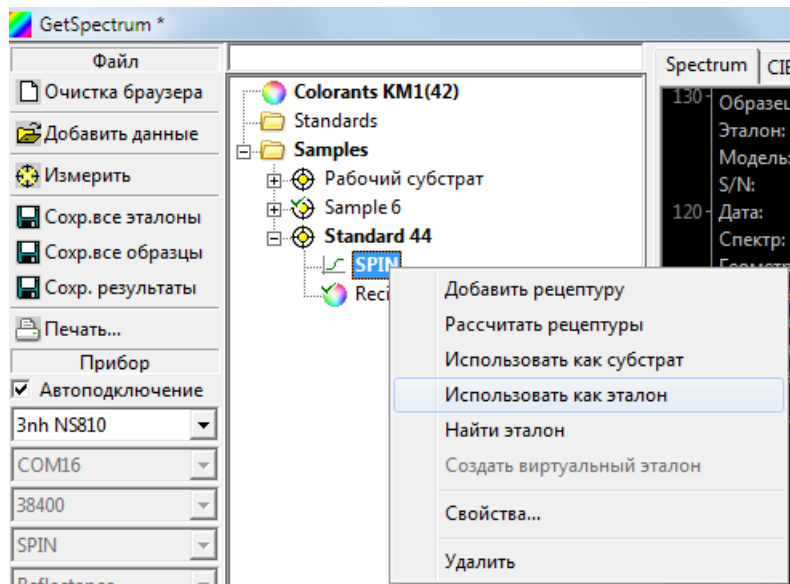 GetSpectrum *
Файл
Очистка браузера
Добавить данные
Измерить
Сохр.все эталоны
Сохр.все образцы
Сохр. результаты
Печать...
Прибор
Автоподключение
3nh NS810
COM16
38400
SPIN
Colorants KM1(42)
Standards
Samples
Рабочий субстрат
Sample 6
Standard 44
SPIN
Reci
Добавить рецептуру
Рассчитать рецептуры
Использовать как субстрат
Использовать как эталон
Найти эталон
Создать виртуальный эталон
Свойства...
Удалить
Spectrum CIE
130 Образец
Эталон:
Модель:
S/N:
120 Дата:
Спектр: